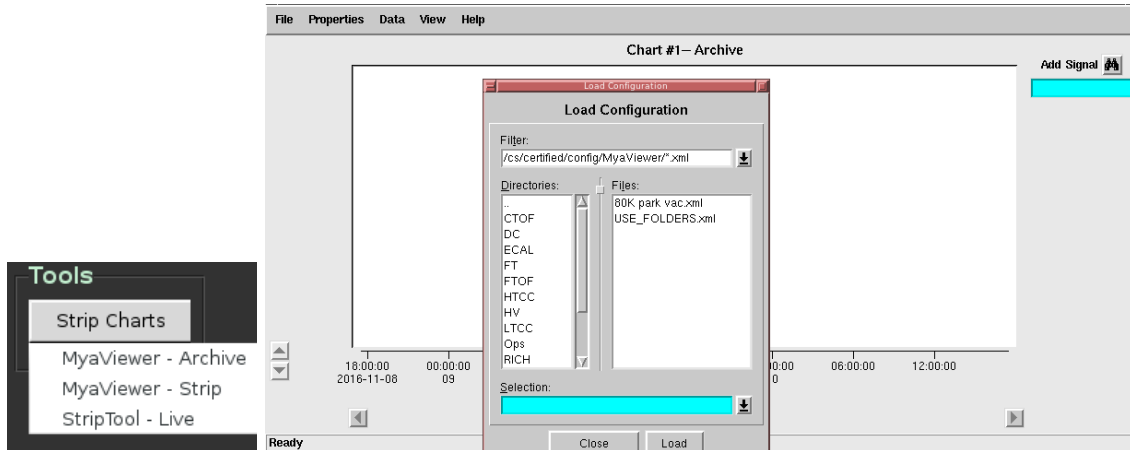 Tools
Strip Charts
MyaViewer - Archive
MyaViewer - Strip
StripTool - Live
File Properties Data View Help
Chart #1– Archive
Add Signal
Load Configuration
Load Configuration
Filter:
/cs/certified/config/MyaViewer/*.xml
Directories:
..
CTOF
DC
ECAL
FT
FTOF
HTCC
HV
LTCC
Ops
RICH
Files:
80K park vac.xml
USE_FOLDERS.xml
Selection:
Close Load
18:00:00 00:00:00 0:00 06:00:00 12:00:00
2016-11-08 09 0
Ready